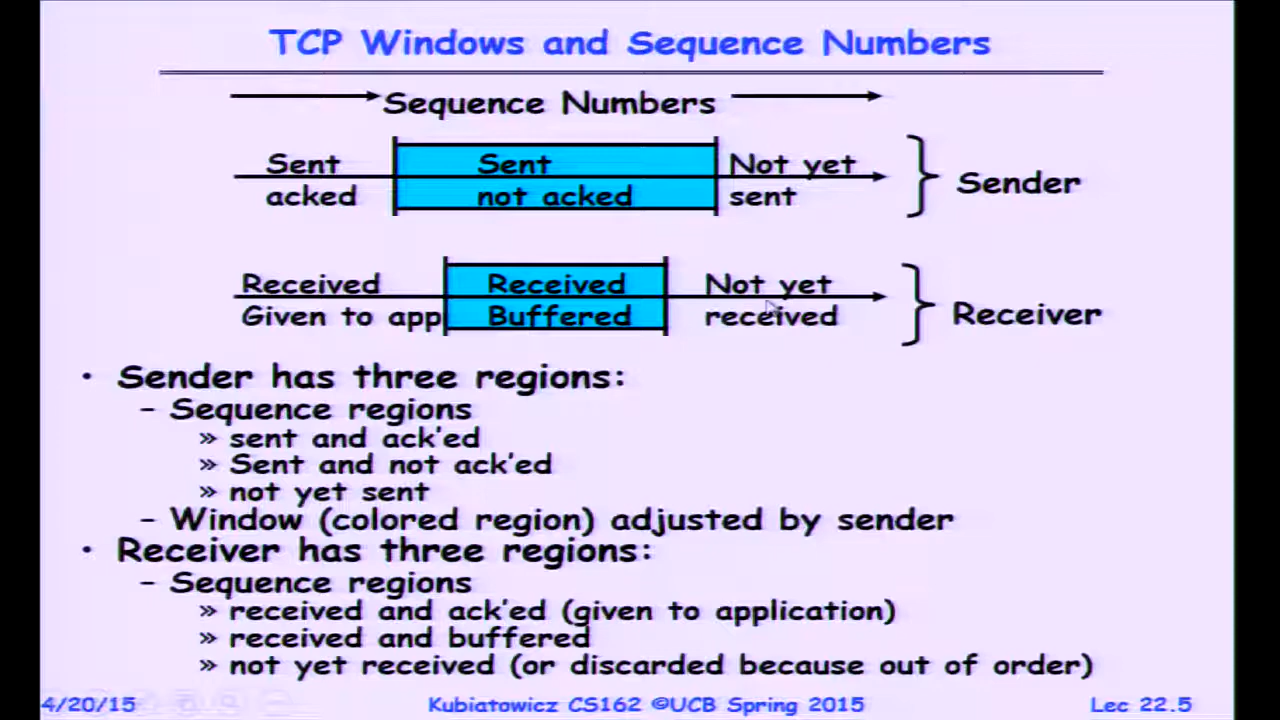 TCP Windows and Sequence Numbers
Sequence Numbers
Sent Sent Not yet
acked not acked sent
Sender
Received Received Not yet
Given to app Buffered received
Receiver
• Sender has three regions:
– Sequence regions
» sent and ack'ed
» Sent and not ack'ed
» not yet sent
– Window (colored region) adjusted by sender
• Receiver has three regions:
– Sequence regions
» received and ack'ed (given to application)
» received and buffered
» not yet received (or discarded because out of order)
4/20/15 Kubiatowicz CS162 ©UCB Spring 2015 Lec 22.5